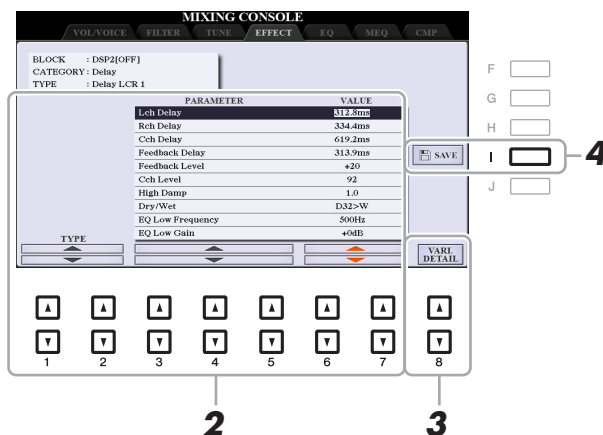 MIXING CONSOLE
VOL/VOICE FILTER TUNE EFFECT EQ MEQ CMP
BLOCK : DSP2[OFF]
CATEGORY : Delay
TYPE : Delay LCR 1
PARAMETER VALUE
Lch Delay 312.8ms
Rch Delay 334.4ms
Cch Delay 619.2ms
Feedback Delay 313.9ms
Feedback Level +20
Cch Level 92
High Damp 1.0
Dry/Wet D32>W
EQ Low Frequency 500Hz
EQ Low Gain +0dB
TYPE
SAVE
VARI. DETAIL
F
G
H
I
J
4
1 2 3 4 5 6 7 8
2 3